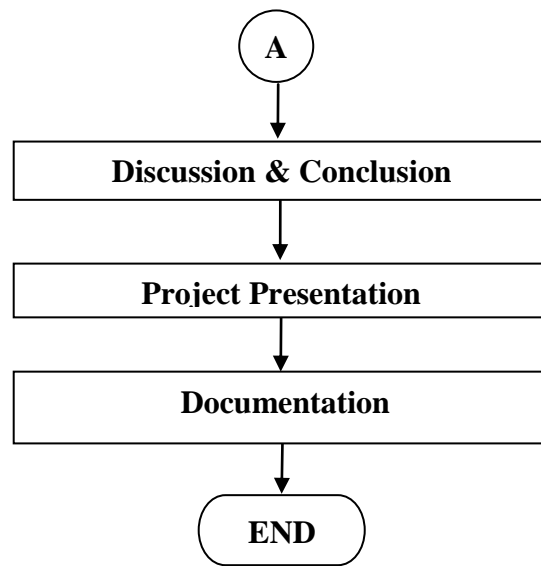 A
Discussion & Conclusion
Project Presentation
Documentation
END